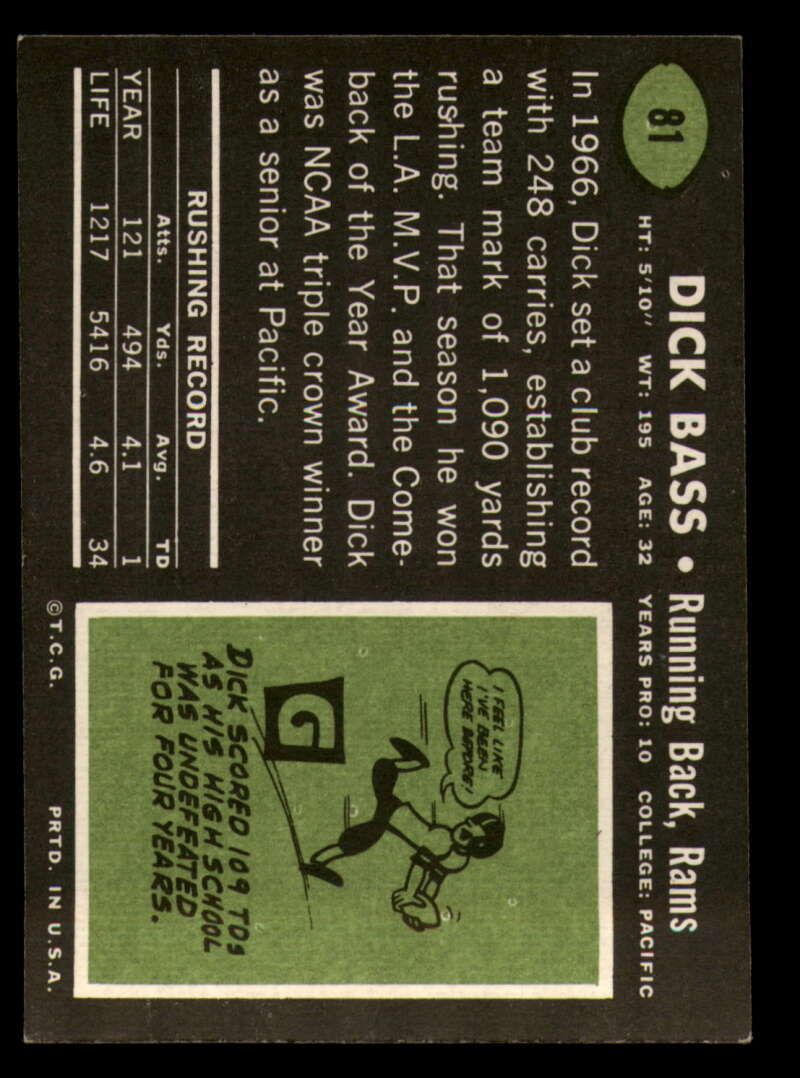 81
DICK BASS • Running Back, Rams
HT: 5'10" WT: 195 AGE: 32 YEARS PRO: 10 COLLEGE: PACIFIC
In 1966, Dick set a club record
with 248 carries, establishing
a team mark of 1,090 yards
rushing. That season he won
the L.A. M.V.P. and the Come-
back of the Year Award. Dick
was NCAA triple crown winner
as a senior at Pacific.
RUSHING RECORD
Atts. Yds. Avg. TD
YEAR 121 494 4.1 1
LIFE 1217 5416 4.6 34
I FEEL LIKE
I'VE BEEN
HERE BEFORE!
G
DICK SCORED 109 TDs
AS HIS HIGH SCHOOL
WAS UNDEFEATED
FOR FOUR YEARS.
©T.C.G. PRTD. IN U.S.A.